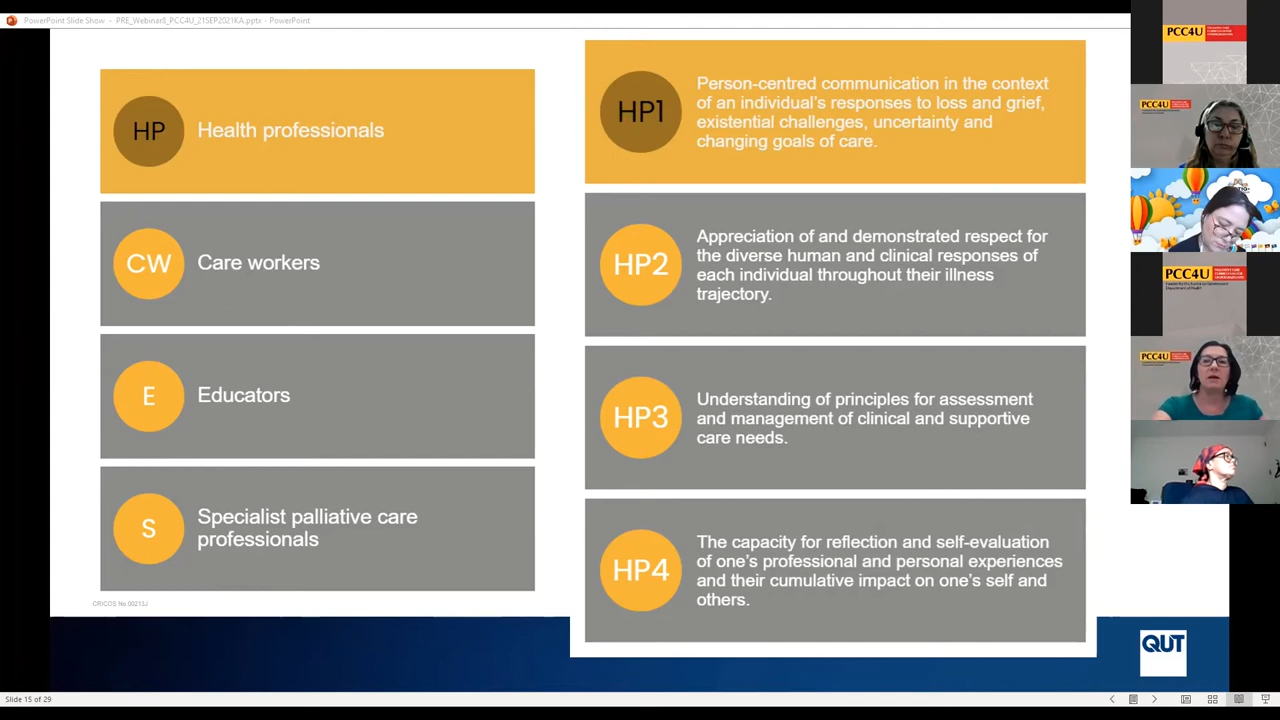 PowerPoint Slide Show - PRE_Webinar8_PCC4U_21SEP2021KA.pptx - PowerPoint
HP
Health professionals
CW
Care workers
E
Educators
S
Specialist palliative care
professionals
CRICOS No.00213J
HP1
Person-centred communication in the context
of an individual's responses to loss and grief,
existential challenges, uncertainty and
changing goals of care.
HP2
Appreciation of and demonstrated respect for
the diverse human and clinical responses of
each individual throughout their illness
trajectory.
HP3
Understanding of principles for assessment
and management of clinical and supportive
care needs.
HP4
The capacity for reflection and self-evaluation
of one's professional and personal experiences
and their cumulative impact on one's self and
others.
QUT
PCC4U
PCC4U
PCC4U
PCC4U
Slide 15 of 29